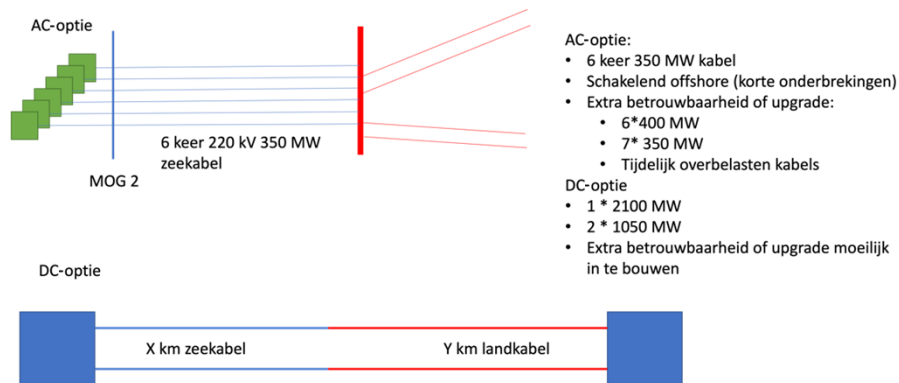 AC-optie
MOG 2
6 keer 220 kV 350 MW
zeekabel
AC-optie:
• 6 keer 350 MW kabel
• Schakelend offshore (korte onderbrekingen)
• Extra betrouwbaarheid of upgrade:
• 6*400 MW
• 7* 350 MW
• Tijdelijk overbelasten kabels
DC-optie
• 1 * 2100 MW
• 2 * 1050 MW
• Extra betrouwbaarheid of upgrade moeilijk
in te bouwen
DC-optie
X km zeekabel
Y km landkabel